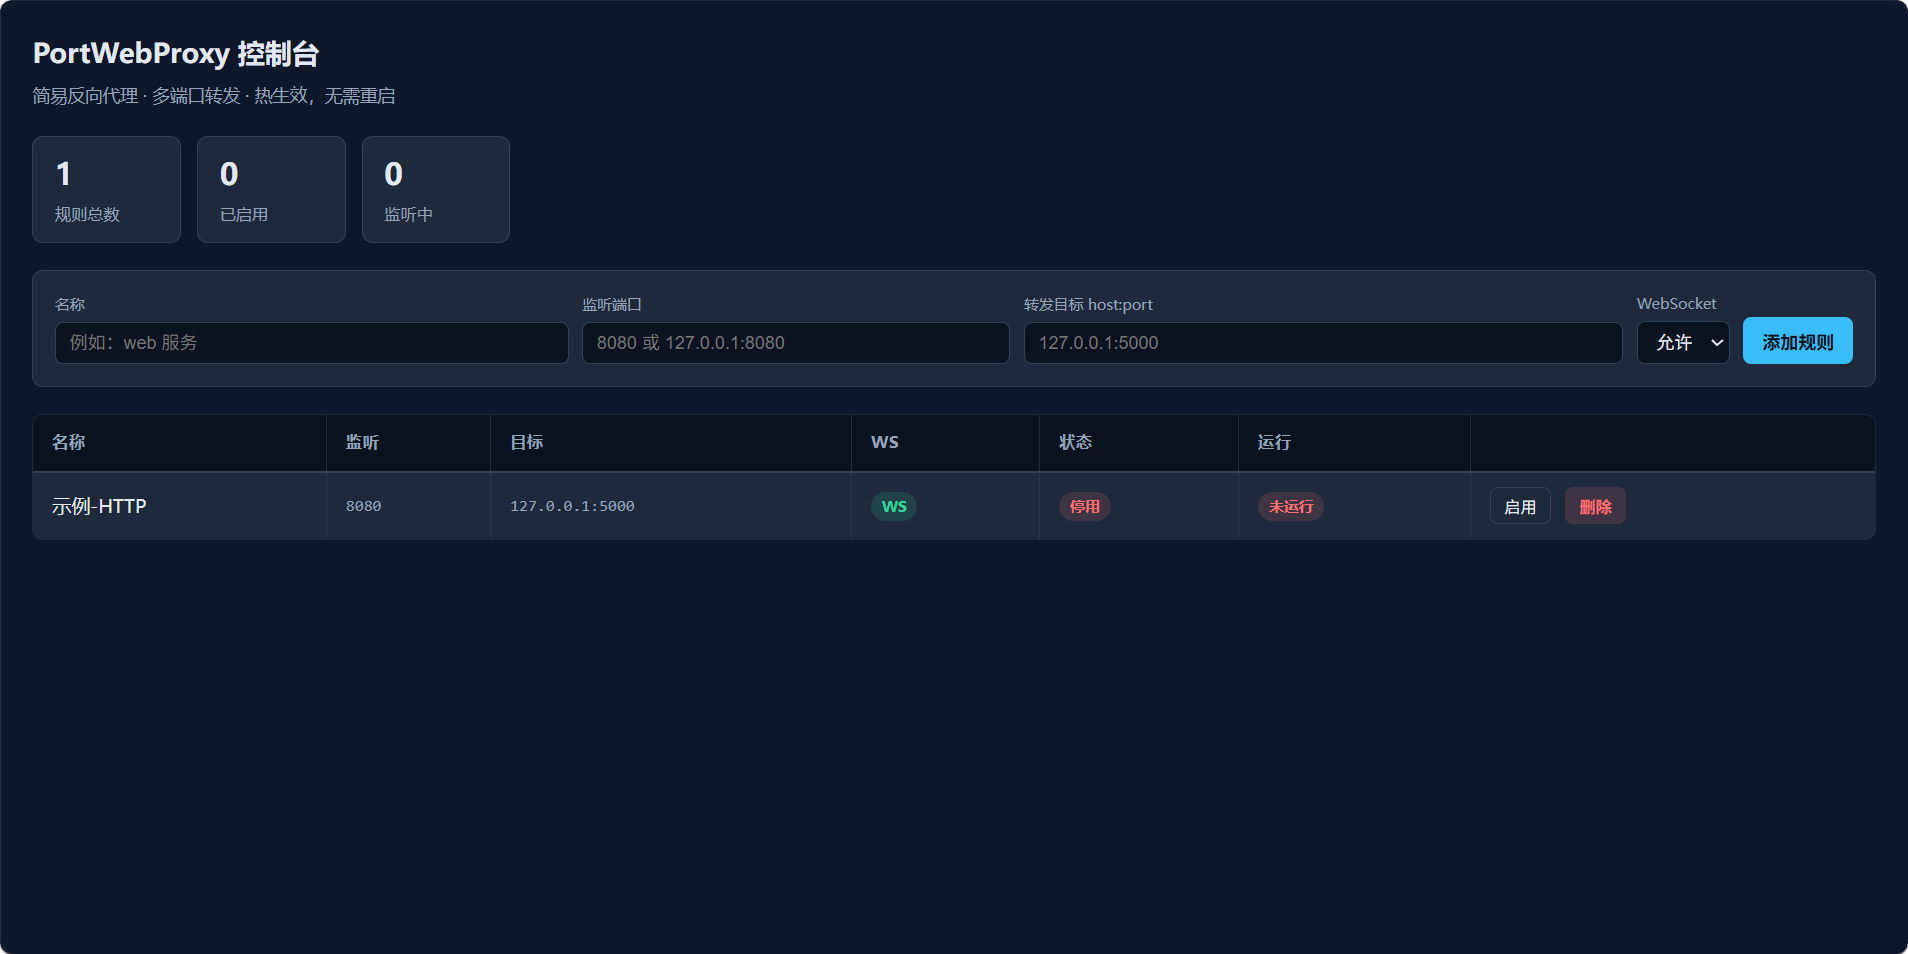 PortWebProxy 控制台
简易反向代理 · 多端口转发 · 热生效，无需重启
1
规则总数
0
已启用
0
监听中
名称
例如：web 服务
监听端口
8080 或 127.0.0.1:8080
转发目标 host:port
127.0.0.1:5000
WebSocket
允许
添加规则
名称 监听 目标 WS 状态 运行
示例-HTTP 8080 127.0.0.1:5000 WS 停用 未运行 启用 删除